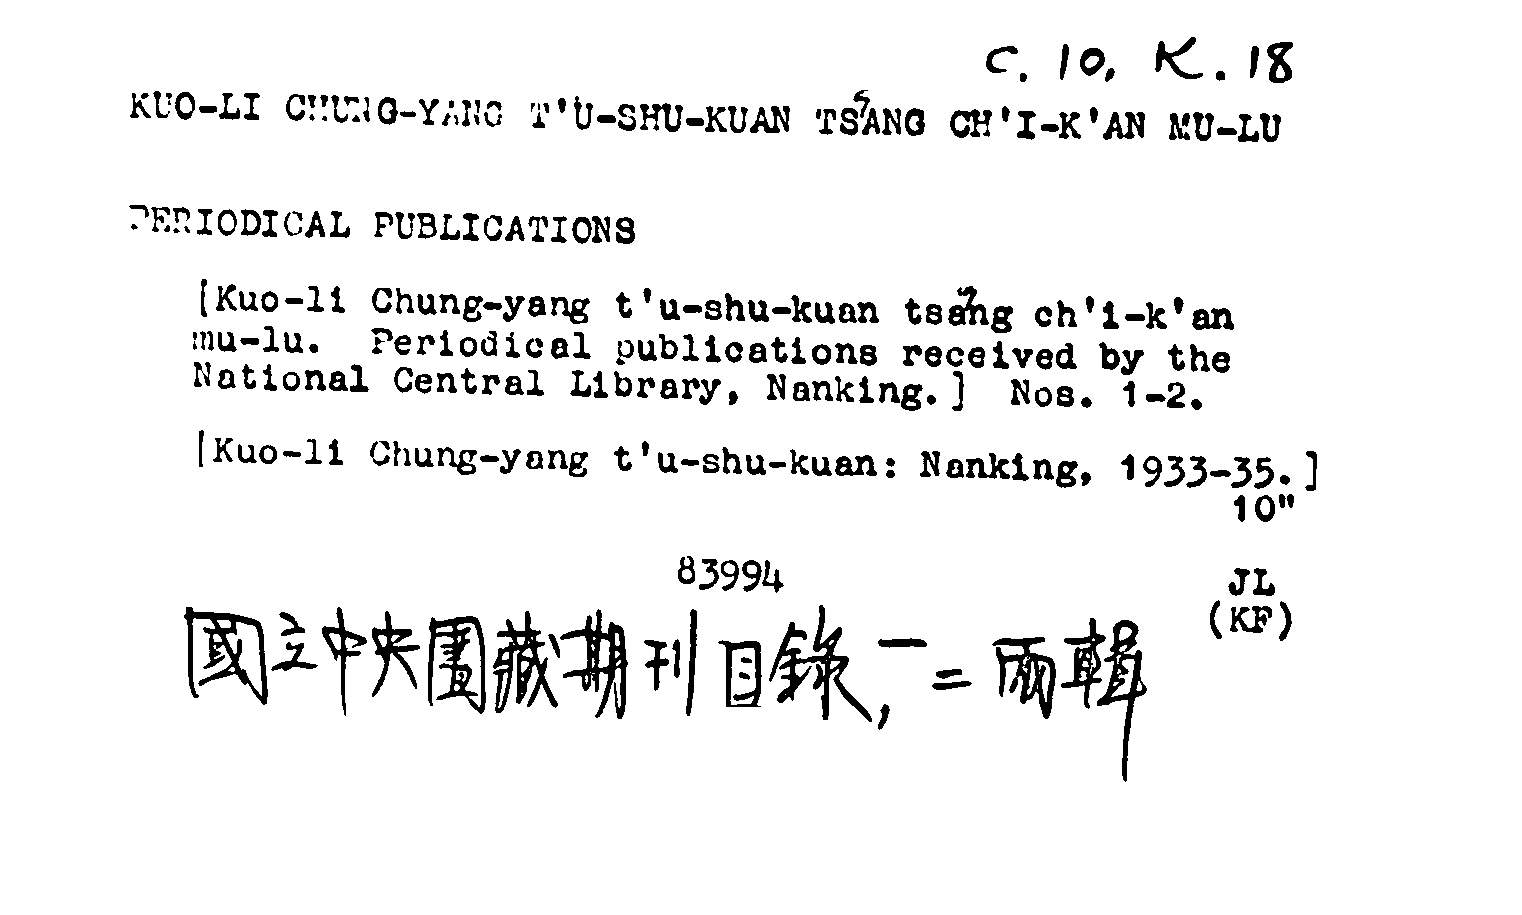 C. 10, K. 18
KUO-LI CHUNG-YANG T'U-SHU-KUAN TS'ANG CH'I-K'AN MU-LU
PERIODICAL PUBLICATIONS
[Kuo-li Chung-yang t'u-shu-kuan ts'ang ch'i-k'an
mu-lu. Periodical publications received by the
National Central Library, Nanking.] Nos. 1-2.
[Kuo-li Chung-yang t'u-shu-kuan: Nanking, 1933-35.]
10"
83994
JL
(KF)
國立中央圕藏期刊目錄,一二兩輯